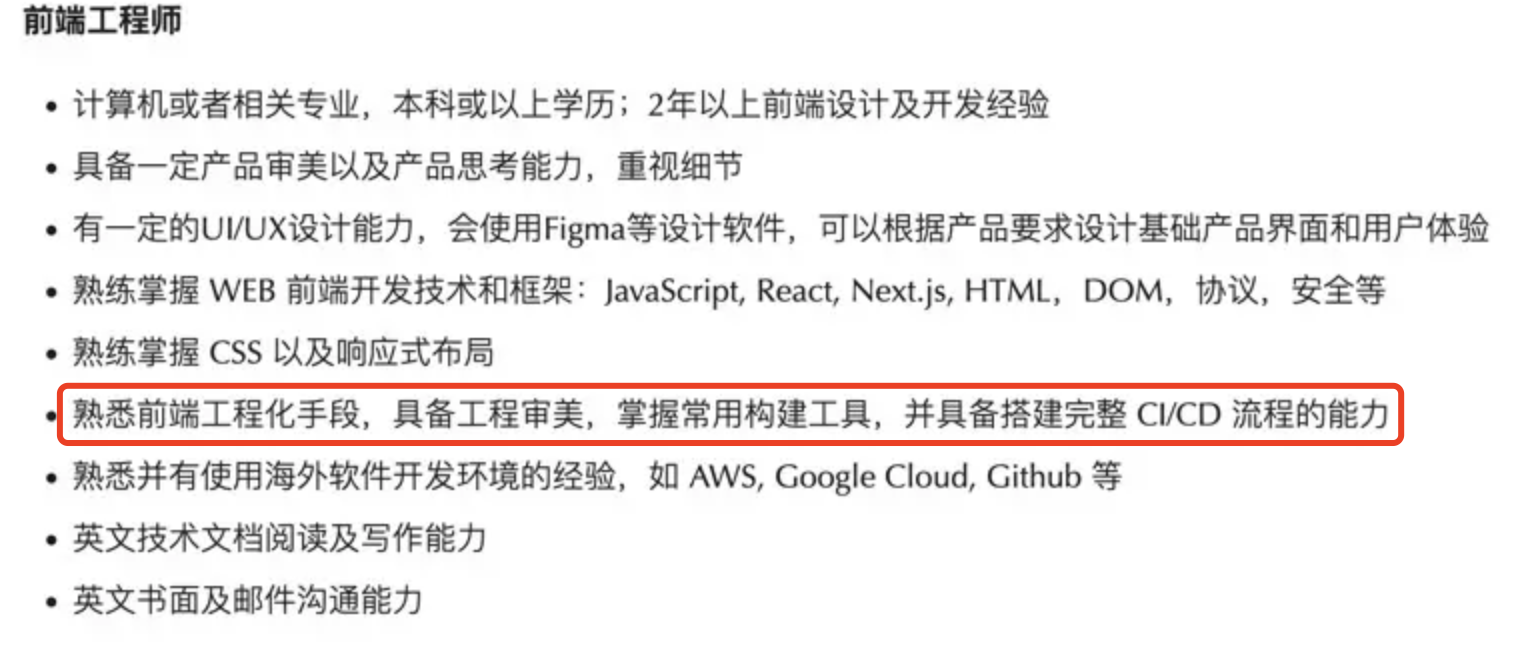 前端工程师
• 计算机或者相关专业，本科或以上学历；2年以上前端设计及开发经验
• 具备一定产品审美以及产品思考能力，重视细节
• 有一定的UI/UX设计能力，会使用Figma等设计软件，可以根据产品要求设计基础产品界面和用户体验
• 熟练掌握 WEB 前端开发技术和框架：JavaScript, React, Next.js, HTML，DOM，协议，安全等
• 熟练掌握 CSS 以及响应式布局
• 熟悉前端工程化手段，具备工程审美，掌握常用构建工具，并具备搭建完整 CI/CD 流程的能力
• 熟悉并有使用海外软件开发环境的经验，如 AWS, Google Cloud, Github 等
• 英文技术文档阅读及写作能力
• 英文书面及邮件沟通能力